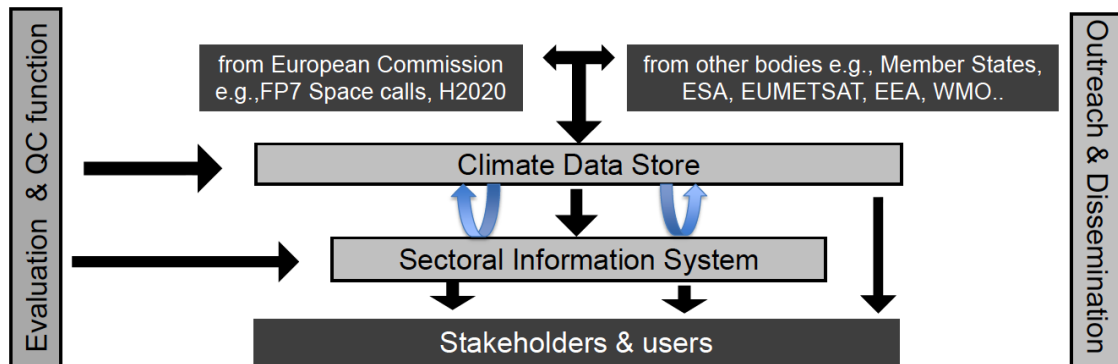 Evaluation & QC function
from European Commission
e.g.,FP7 Space calls, H2020
from other bodies e.g., Member States,
ESA, EUMETSAT, EEA, WMO..
Climate Data Store
Sectoral Information System
Stakeholders & users
Outreach & Dissemination